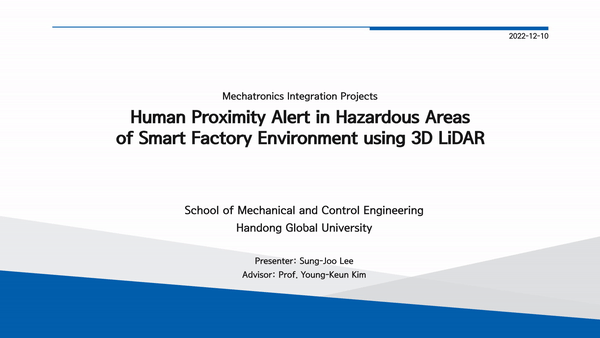 2022-12-10
Mechatronics Integration Projects
Human Proximity Alert in Hazardous Areas
of Smart Factory Environment using 3D LiDAR
School of Mechanical and Control Engineering
Handong Global University
Presenter: Sung-Joo Lee
Advisor: Prof. Young-Keun Kim